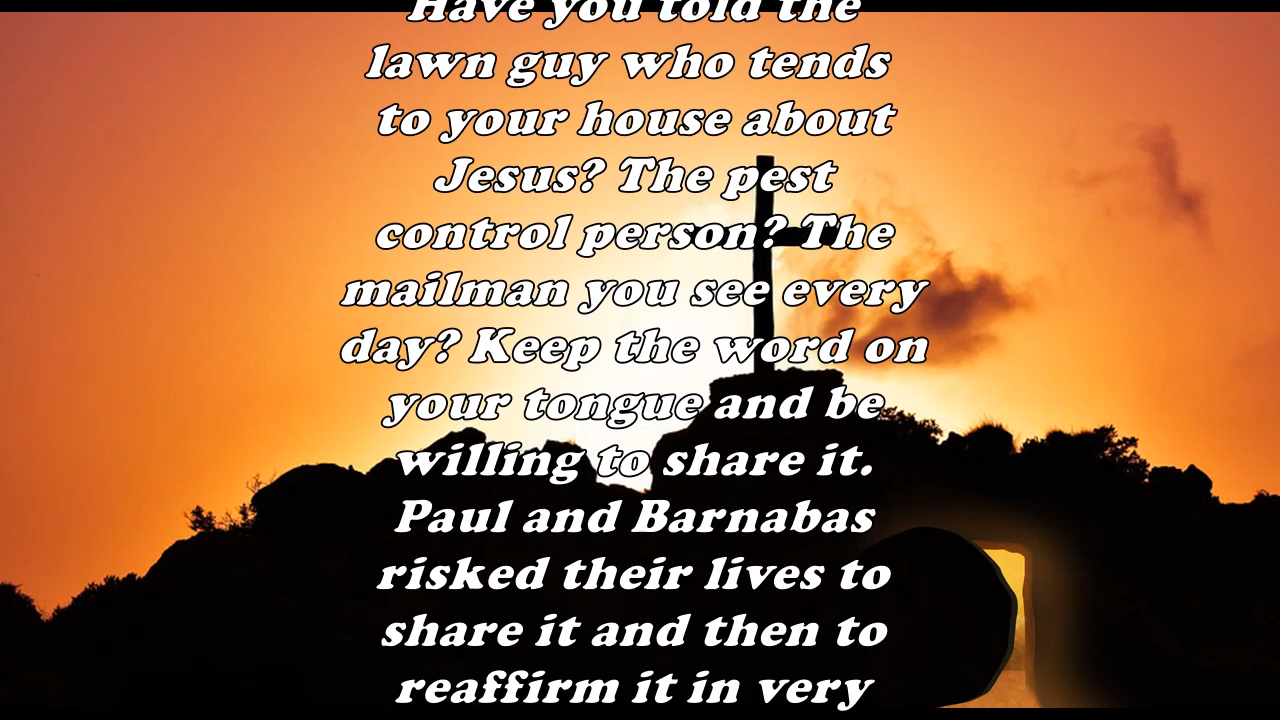 Have you told the
lawn guy who tends
to your house about
Jesus? The pest
control person? The
mailman you see every
day? Keep the word on
your tongue and be
willing to share it.
Paul and Barnabas
risked their lives to
share it and then to
reaffirm it in very